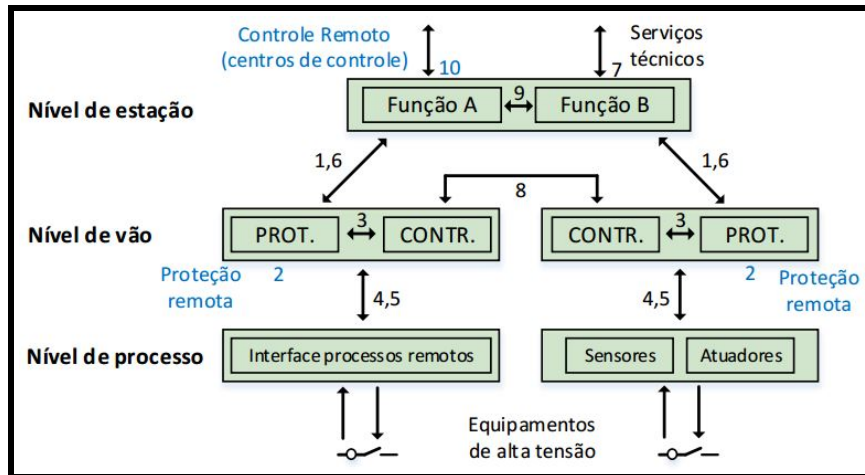 Controle Remoto
(centros de controle)
10
Serviços
técnicos
7
Nível de estação
Função A
9
Função B
1,6
1,6
8
Nível de vão
PROT.
3
CONTR.
CONTR.
3
PROT.
Proteção
remota
2
2
Proteção
remota
4,5
4,5
Nível de processo
Interface processos remotos
Sensores
Atuadores
Equipamentos
de alta tensão